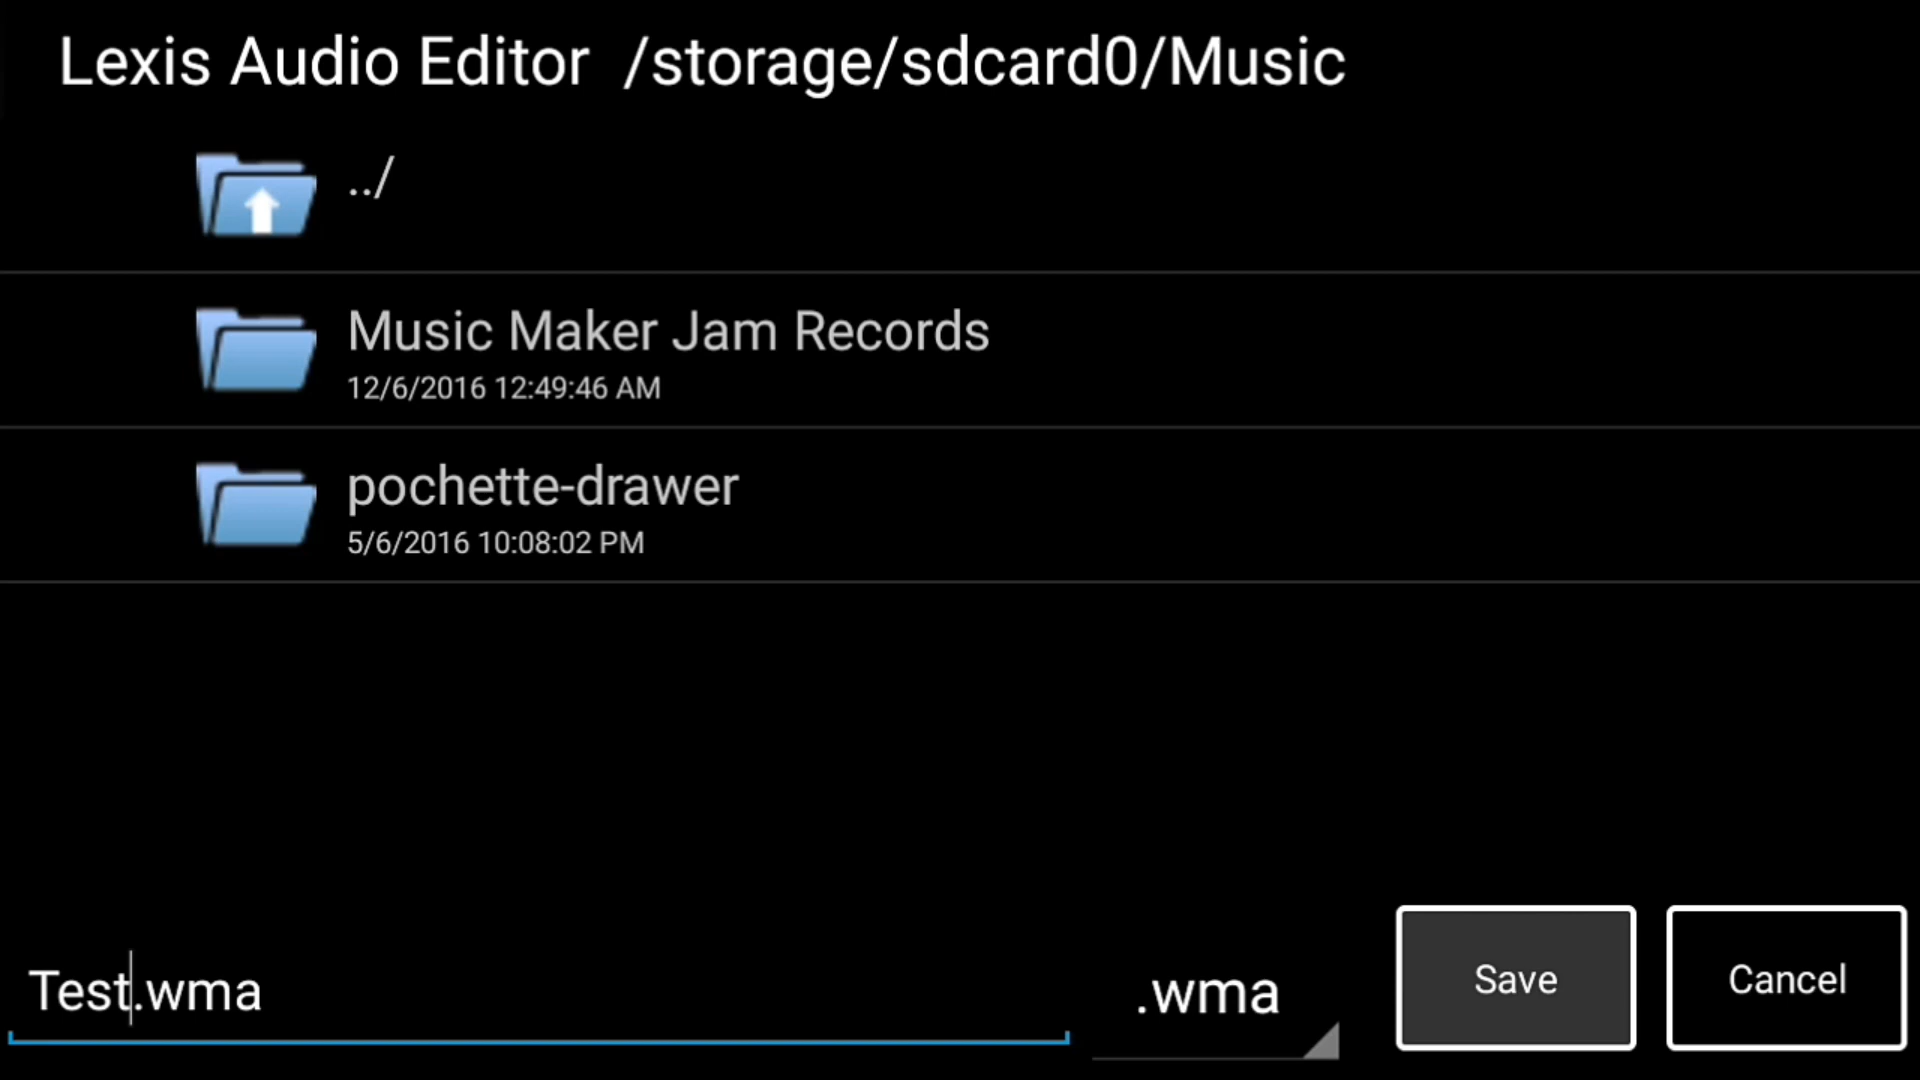 Lexis Audio Editor /storage/sdcard0/Music
../
Music Maker Jam Records
12/6/2016 12:49:46 AM
pochette-drawer
5/6/2016 10:08:02 PM
Test.wma
.wma
Save
Cancel